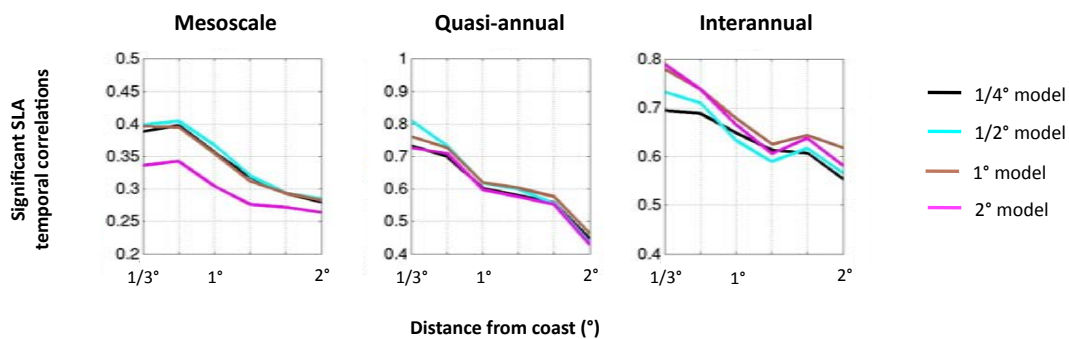 Mesoscale
Quasi-annual
Interannual
Significant SLA
temporal correlations
0.5
0.45
0.4
0.35
0.3
0.25
0.2
1/3°
1°
2°
1
0.9
0.8
0.7
0.6
0.5
0.4
1/3°
1°
2°
0.8
0.7
0.6
0.5
0.4
1/3°
1°
2°
1/4° model
1/2° model
1° model
2° model
Distance from coast (°)